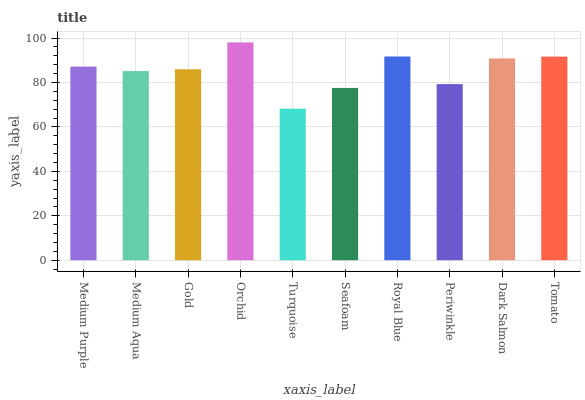 title
yaxis_label
100
80
60
40
20
0
Medium Purple
Medium Aqua
Gold
Orchid
Turquoise
Seafoam
Royal Blue
Periwinkle
Dark Salmon
Tomato
xaxis_label